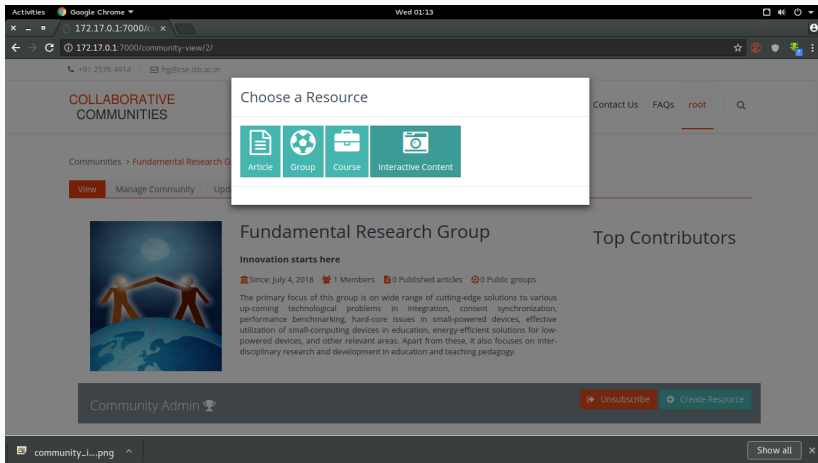 Activities Google Chrome Wed 01:13
172.17.0.1:7000/c
172.17.0.1:7000/community-view/2/
+91 2576 4914 frg@cse.iitb.ac.in
COLLABORATIVE
COMMUNITIES
Contact Us FAQs root
Choose a Resource
Article Group Course Interactive Content
Communities > Fundamental Research G
View Manage Community Upd
Fundamental Research Group
Top Contributors
Innovation starts here
Since: July 4, 2018 1 Members 0 Published articles 0 Public groups
The primary focus of this group is on wide range of cutting-edge solutions to various
up-coming technological problems in integration, content synchronization,
performance benchmarking, hard-core issues in small-powered devices, effective
utilization of small-computing devices in education, energy-efficient solutions for low-
powered devices, and other relevant areas. Apart from these, it also focuses on inter-
disciplinary research and development in education and teaching pedagogy.
Community Admin
Unsubscribe Create Resource
community_i....png
Show all